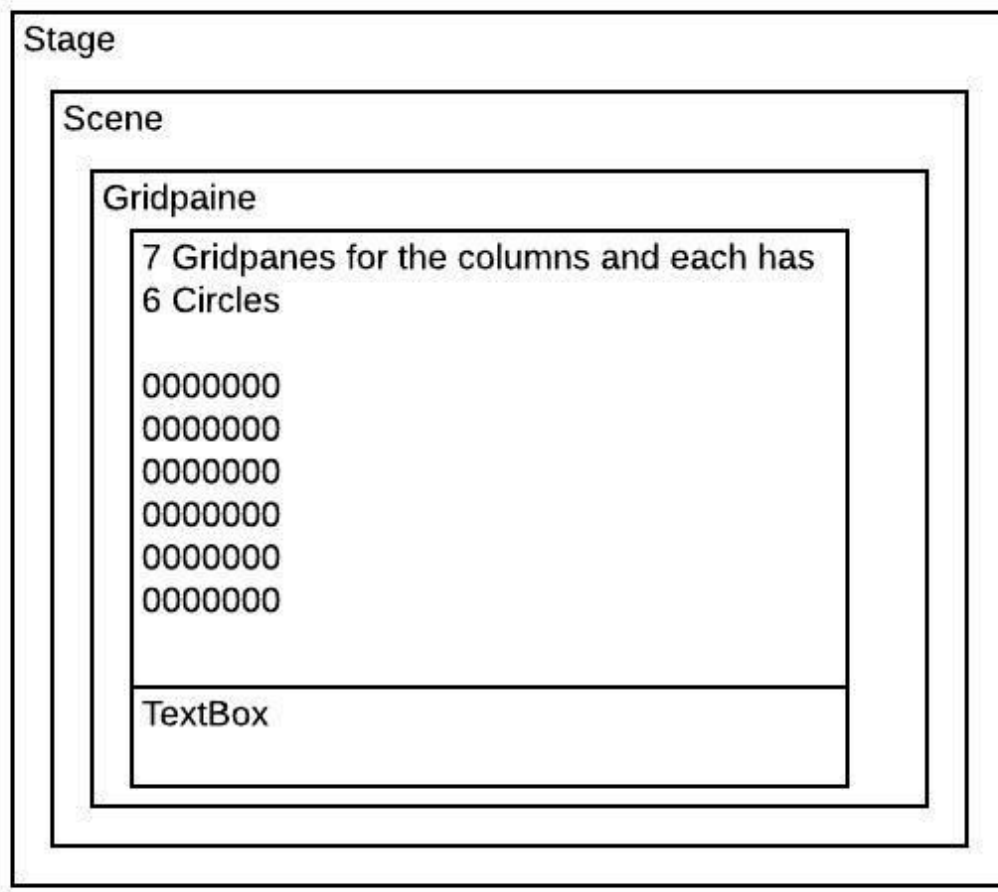 Stage
Scene
Gridpaine
7 Gridpanes for the columns and each has
6 Circles
0000000
0000000
0000000
0000000
0000000
0000000
TextBox